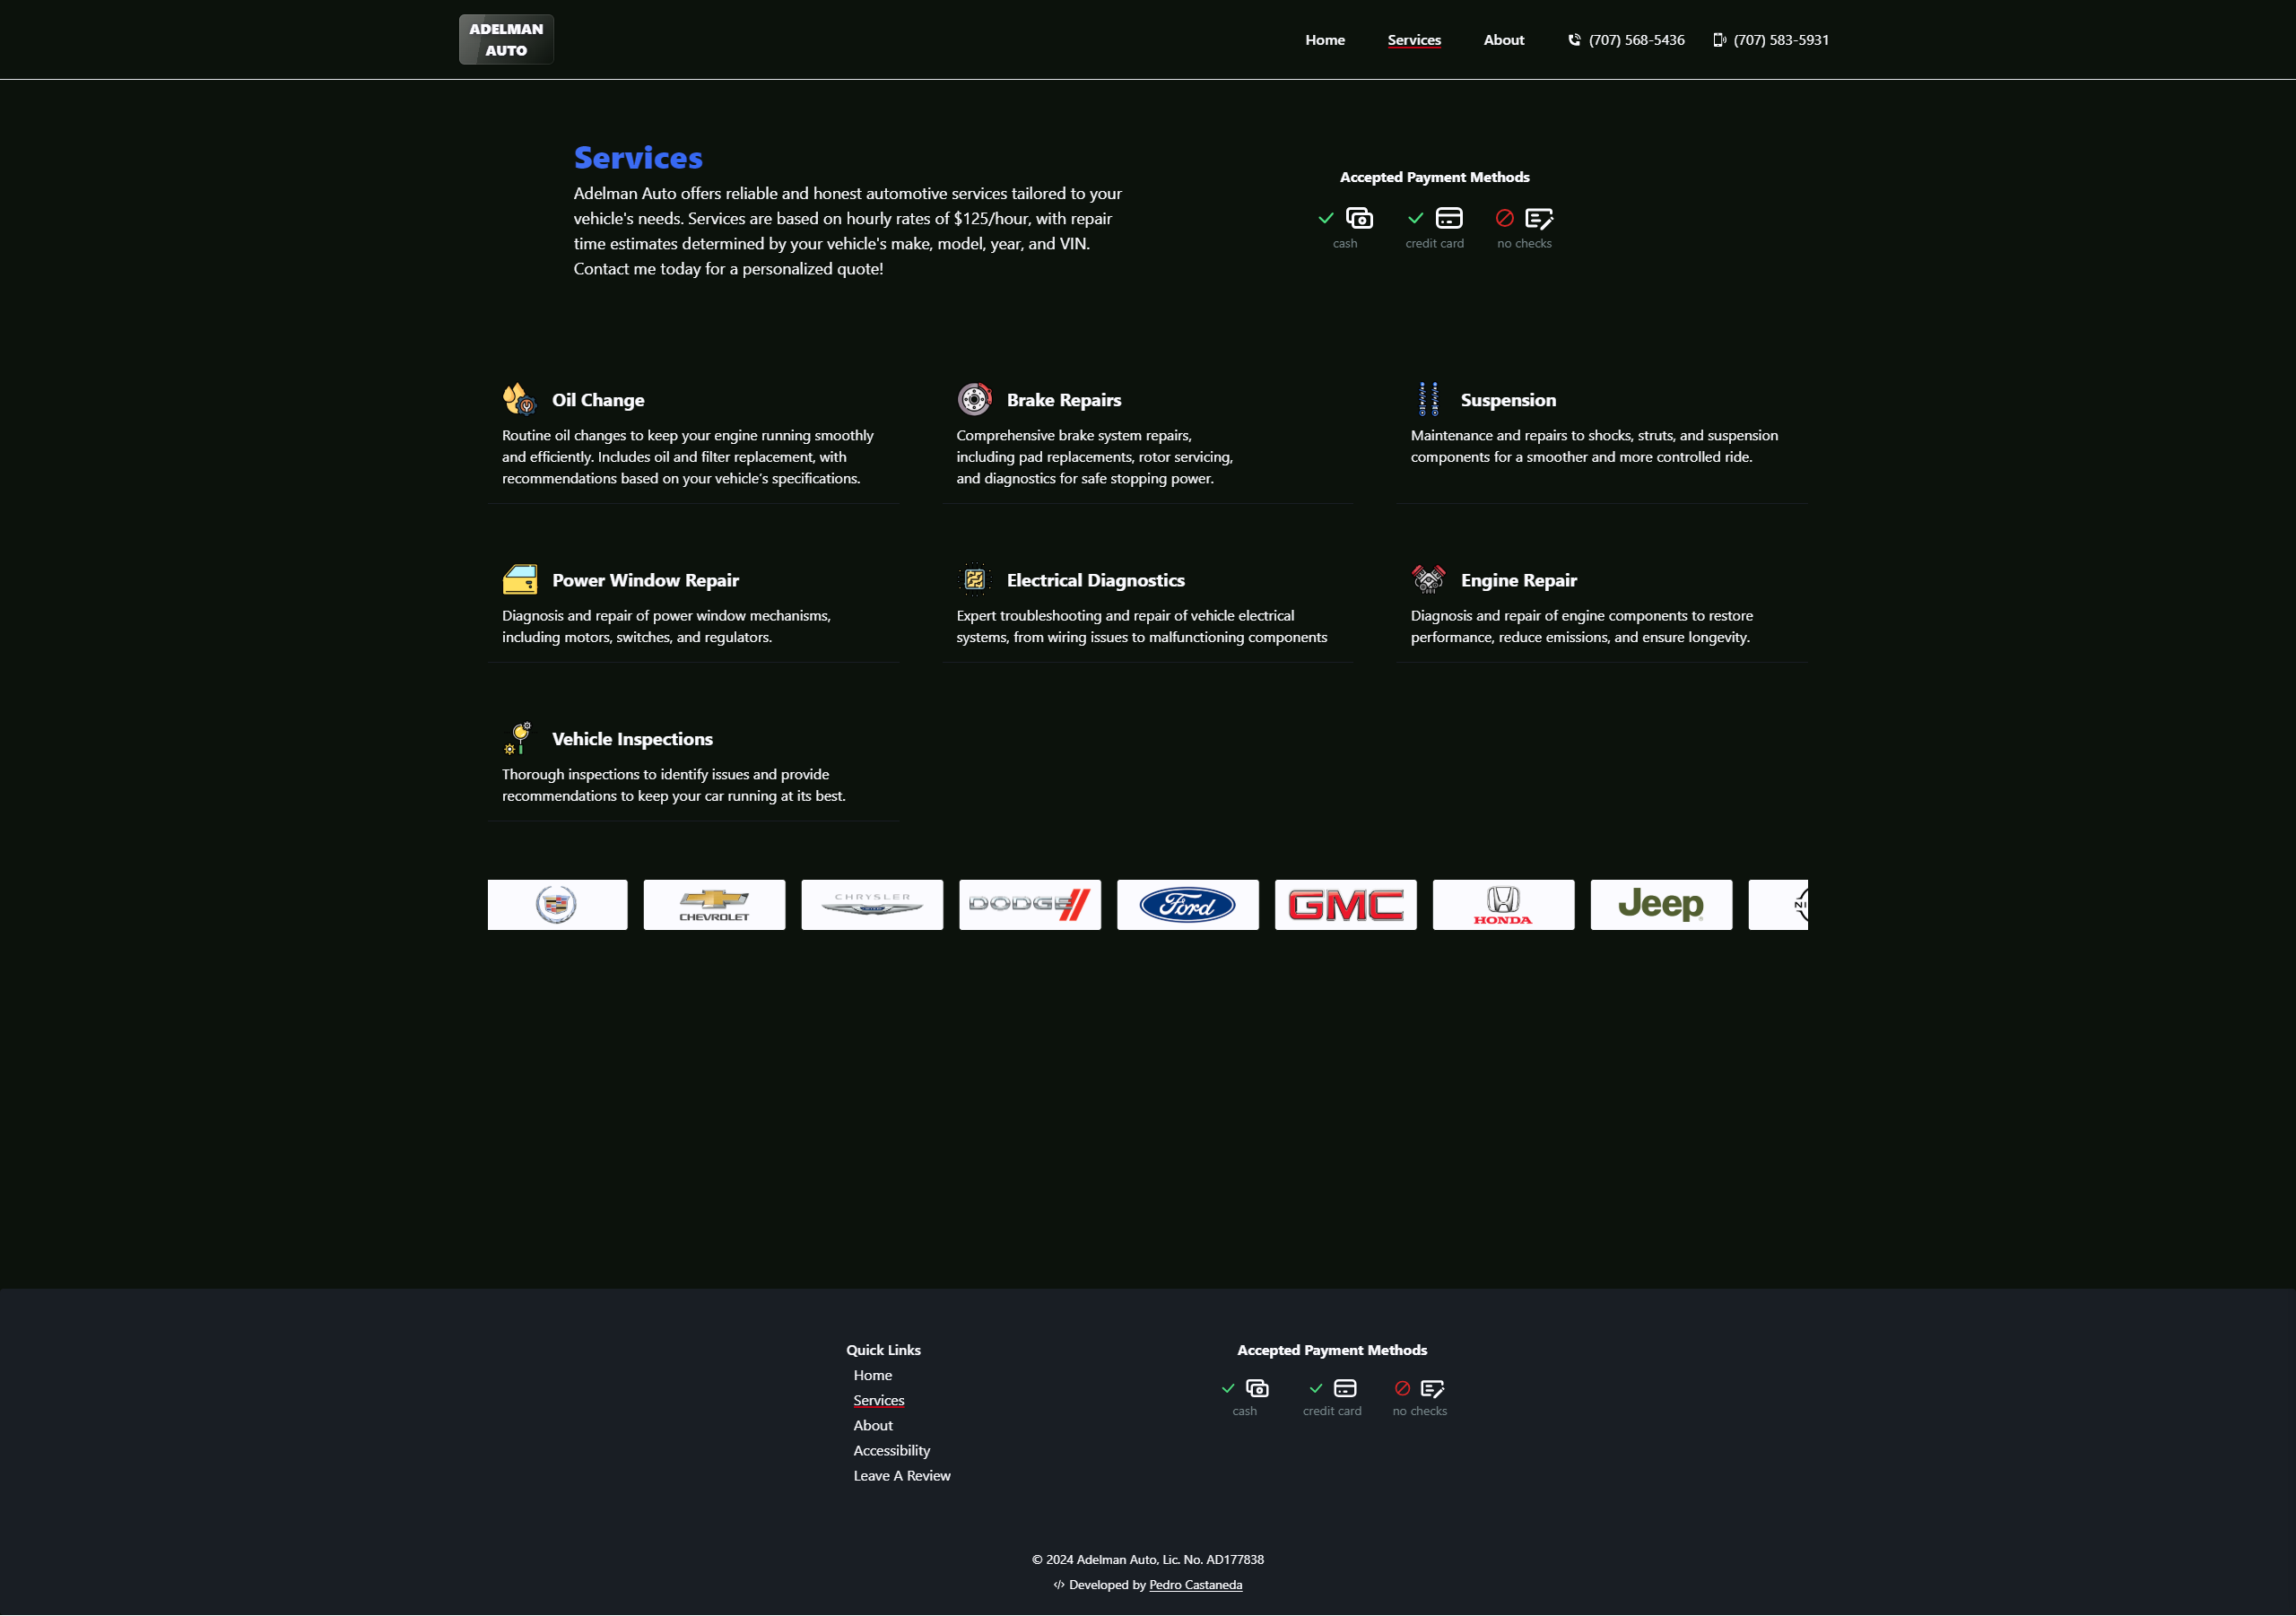 ADELMAN
AUTO
Home
Services
About
(707) 568-5436
(707) 583-5931
Services
Adelman Auto offers reliable and honest automotive services tailored to your
vehicle's needs. Services are based on hourly rates of $125/hour, with repair
time estimates determined by your vehicle's make, model, year, and VIN.
Contact me today for a personalized quote!
Accepted Payment Methods
cash
credit card
no checks
Oil Change
Routine oil changes to keep your engine running smoothly
and efficiently. Includes oil and filter replacement, with
recommendations based on your vehicle’s specifications.
Brake Repairs
Comprehensive brake system repairs,
including pad replacements, rotor servicing,
and diagnostics for safe stopping power.
Suspension
Maintenance and repairs to shocks, struts, and suspension
components for a smoother and more controlled ride.
Power Window Repair
Diagnosis and repair of power window mechanisms,
including motors, switches, and regulators.
Electrical Diagnostics
Expert troubleshooting and repair of vehicle electrical
systems, from wiring issues to malfunctioning components
Engine Repair
Diagnosis and repair of engine components to restore
performance, reduce emissions, and ensure longevity.
Vehicle Inspections
Thorough inspections to identify issues and provide
recommendations to keep your car running at its best.
CHEVROLET
CHRYSLER
DODGE
Ford
GMC
HONDA
Jeep
NI
Quick Links
Home
Services
About
Accessibility
Leave A Review
Accepted Payment Methods
cash
credit card
no checks
© 2024 Adelman Auto, Lic. No. AD177838
Developed by Pedro Castaneda